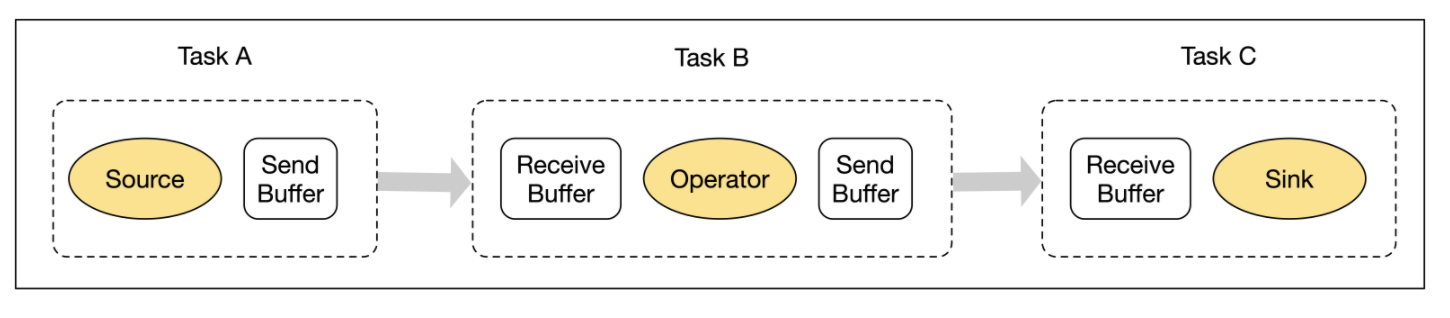 Task A
Task B
Task C
Source
Send
Buffer
Receive
Buffer
Operator
Send
Buffer
Receive
Buffer
Sink